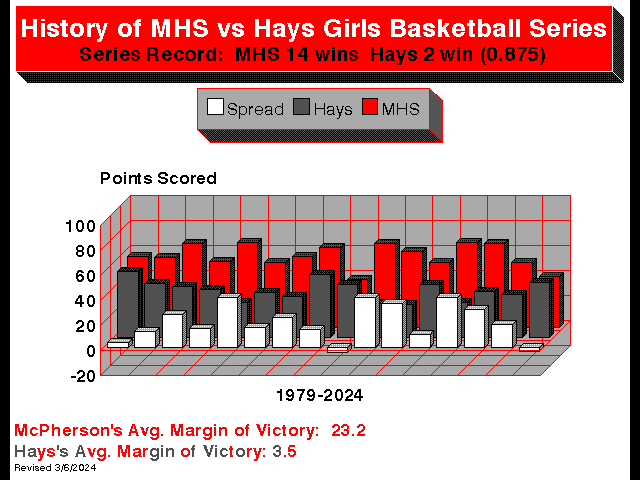 History of MHS vs Hays Girls Basketball Series
Series Record:  MHS 14 wins  Hays 2 win (0.875)
Spread Hays MHS
Points Scored
100
80
60
40
20
0
-20
1979-2024
McPherson's Avg. Margin of Victory:  23.2
Hays's Avg. Margin of Victory: 3.5
Revised 3/6/2024